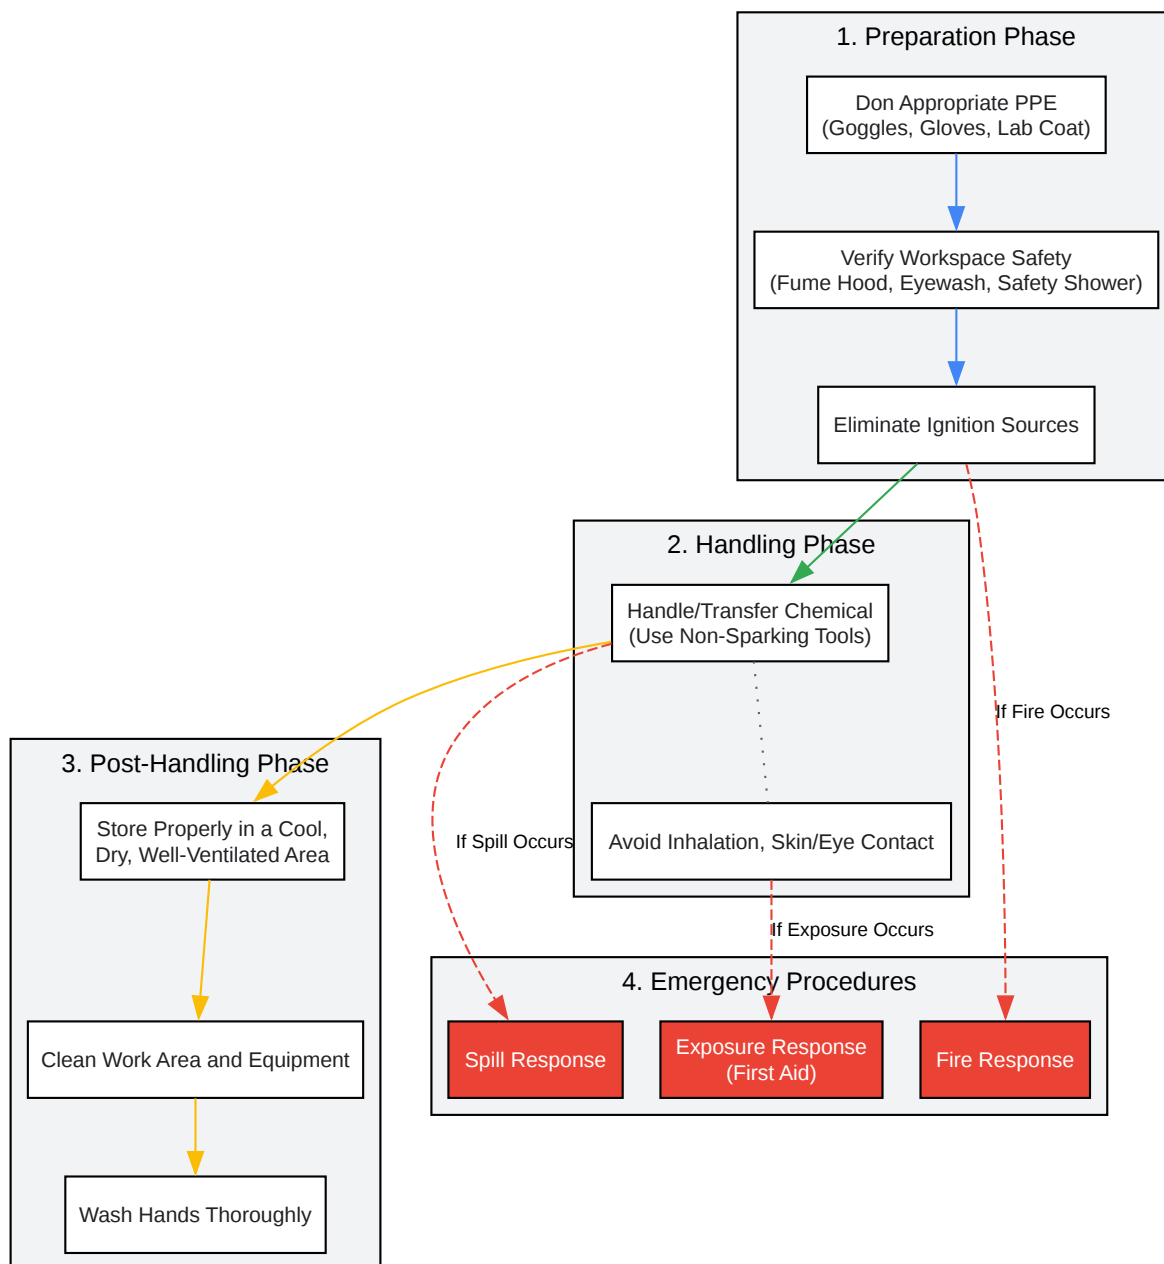 1. Preparation Phase
Don Appropriate PPE
(Goggles, Gloves, Lab Coat)
Verify Workspace Safety
(Fume Hood, Eyewash, Safety Shower)
Eliminate Ignition Sources
2. Handling Phase
Handle/Transfer Chemical
(Use Non-Sparking Tools)
If Fire Occurs
3. Post-Handling Phase
Store Properly in a Cool,
Dry, Well-Ventilated Area
If Spill Occurs
Avoid Inhalation, Skin/Eye Contact
If Exposure Occurs
4. Emergency Procedures
Clean Work Area and Equipment
Spill Response
Exposure Response
(First Aid)
Fire Response
Wash Hands Thoroughly